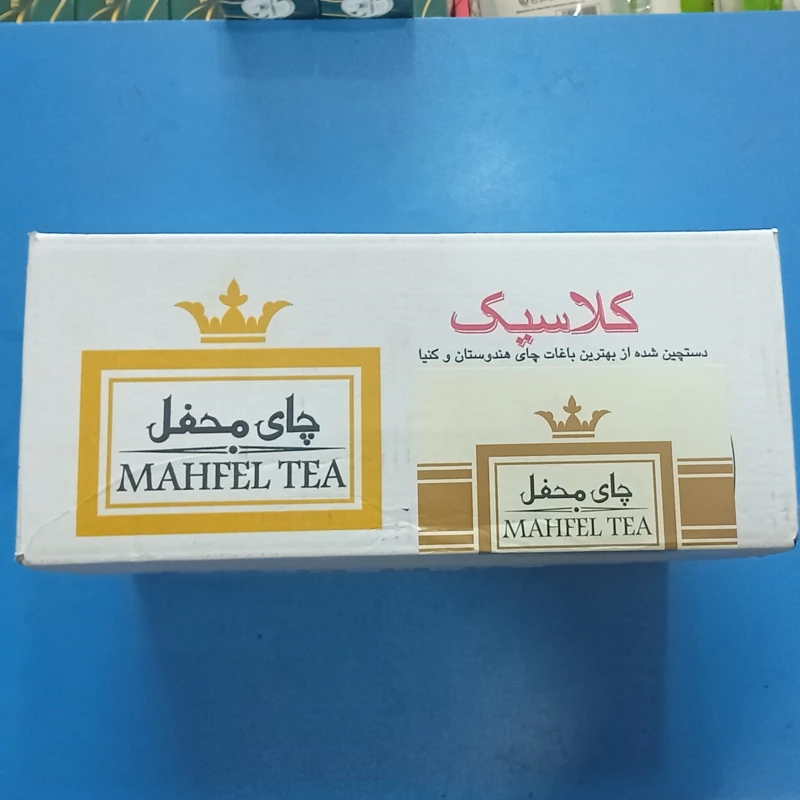 چای محفل
MAHFEL TEA
کلاسیک
دستچین شده از بهترین باغات چای هندوستان و کنیا
چای محفل
MAHFEL TEA